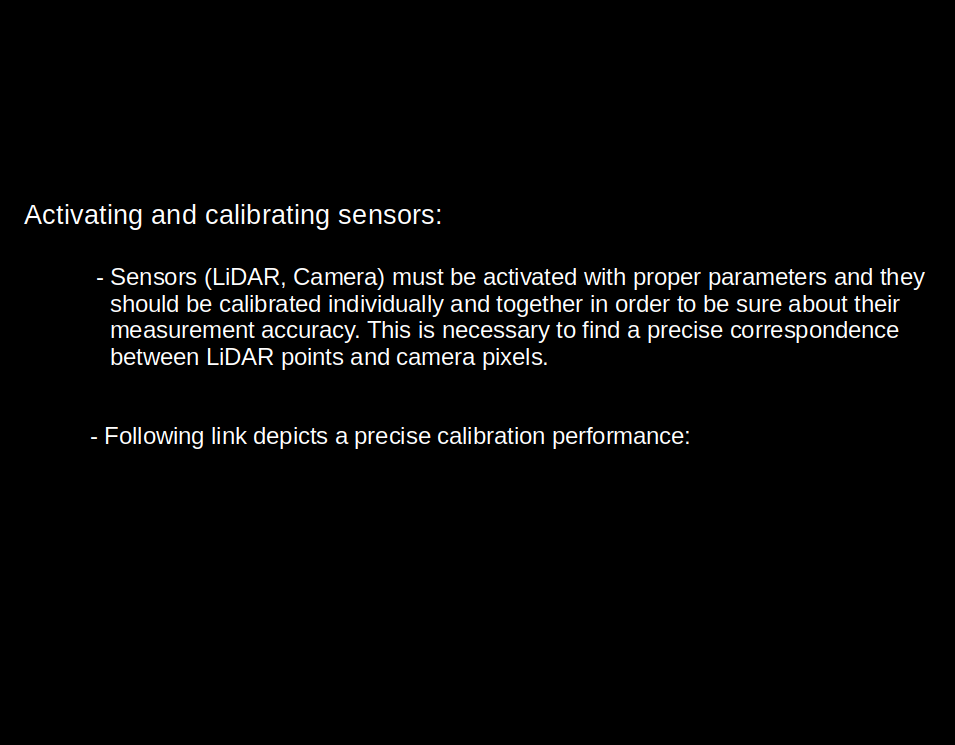 Activating and calibrating sensors:
- Sensors (LiDAR, Camera) must be activated with proper parameters and they
should be calibrated individually and together in order to be sure about their
measurement accuracy. This is necessary to find a precise correspondence
between LiDAR points and camera pixels.
- Following link depicts a precise calibration performance: